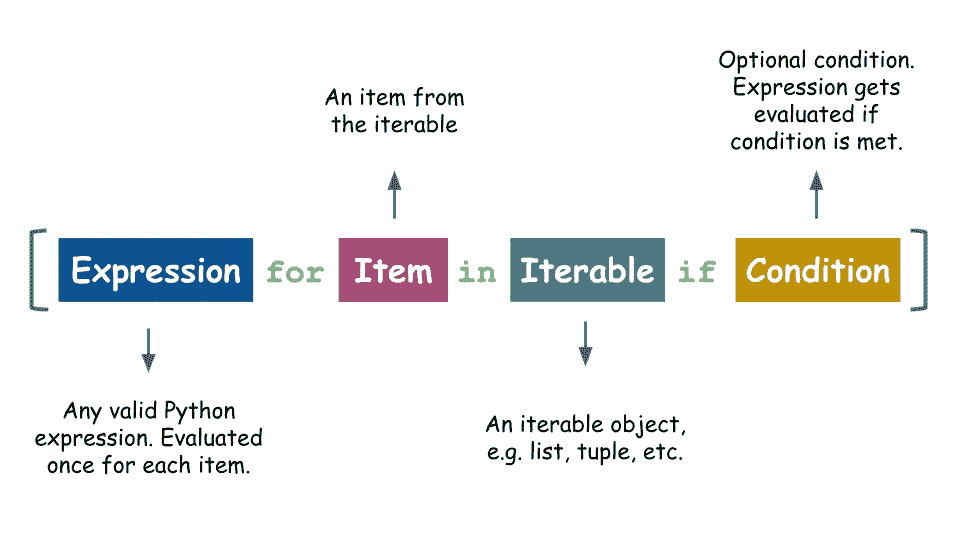 Optional condition.
Expression gets
evaluated if
condition is met.
An item from
the iterable
[Expression for Item in Iterable if Condition]
Any valid Python
expression. Evaluated
once for each item.
An iterable object,
e.g. list, tuple, etc.